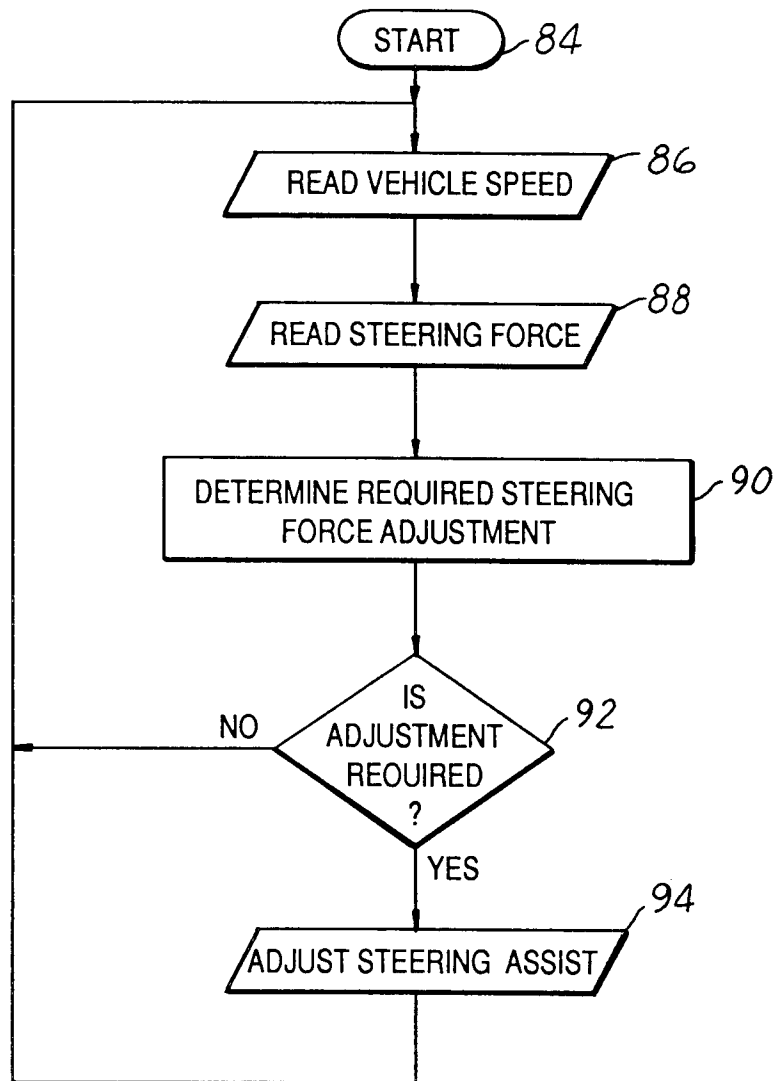 START
84
READ VEHICLE SPEED
86
READ STEERING FORCE
88
DETERMINE REQUIRED STEERING
FORCE ADJUSTMENT
90
IS
ADJUSTMENT
REOUIRED
?
92
NO
YES
ADJUST STEERING ASSIST
94